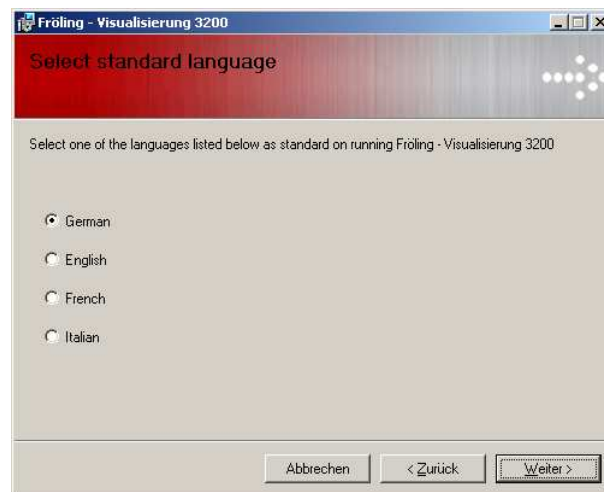 Fröling - Visualisierung 3200
Select standard language
Select one of the languages listed below as standard on running Fröling - Visualisierung 3200
German
English
French
Italian
Abbrechen
< Zurück
Weiter >